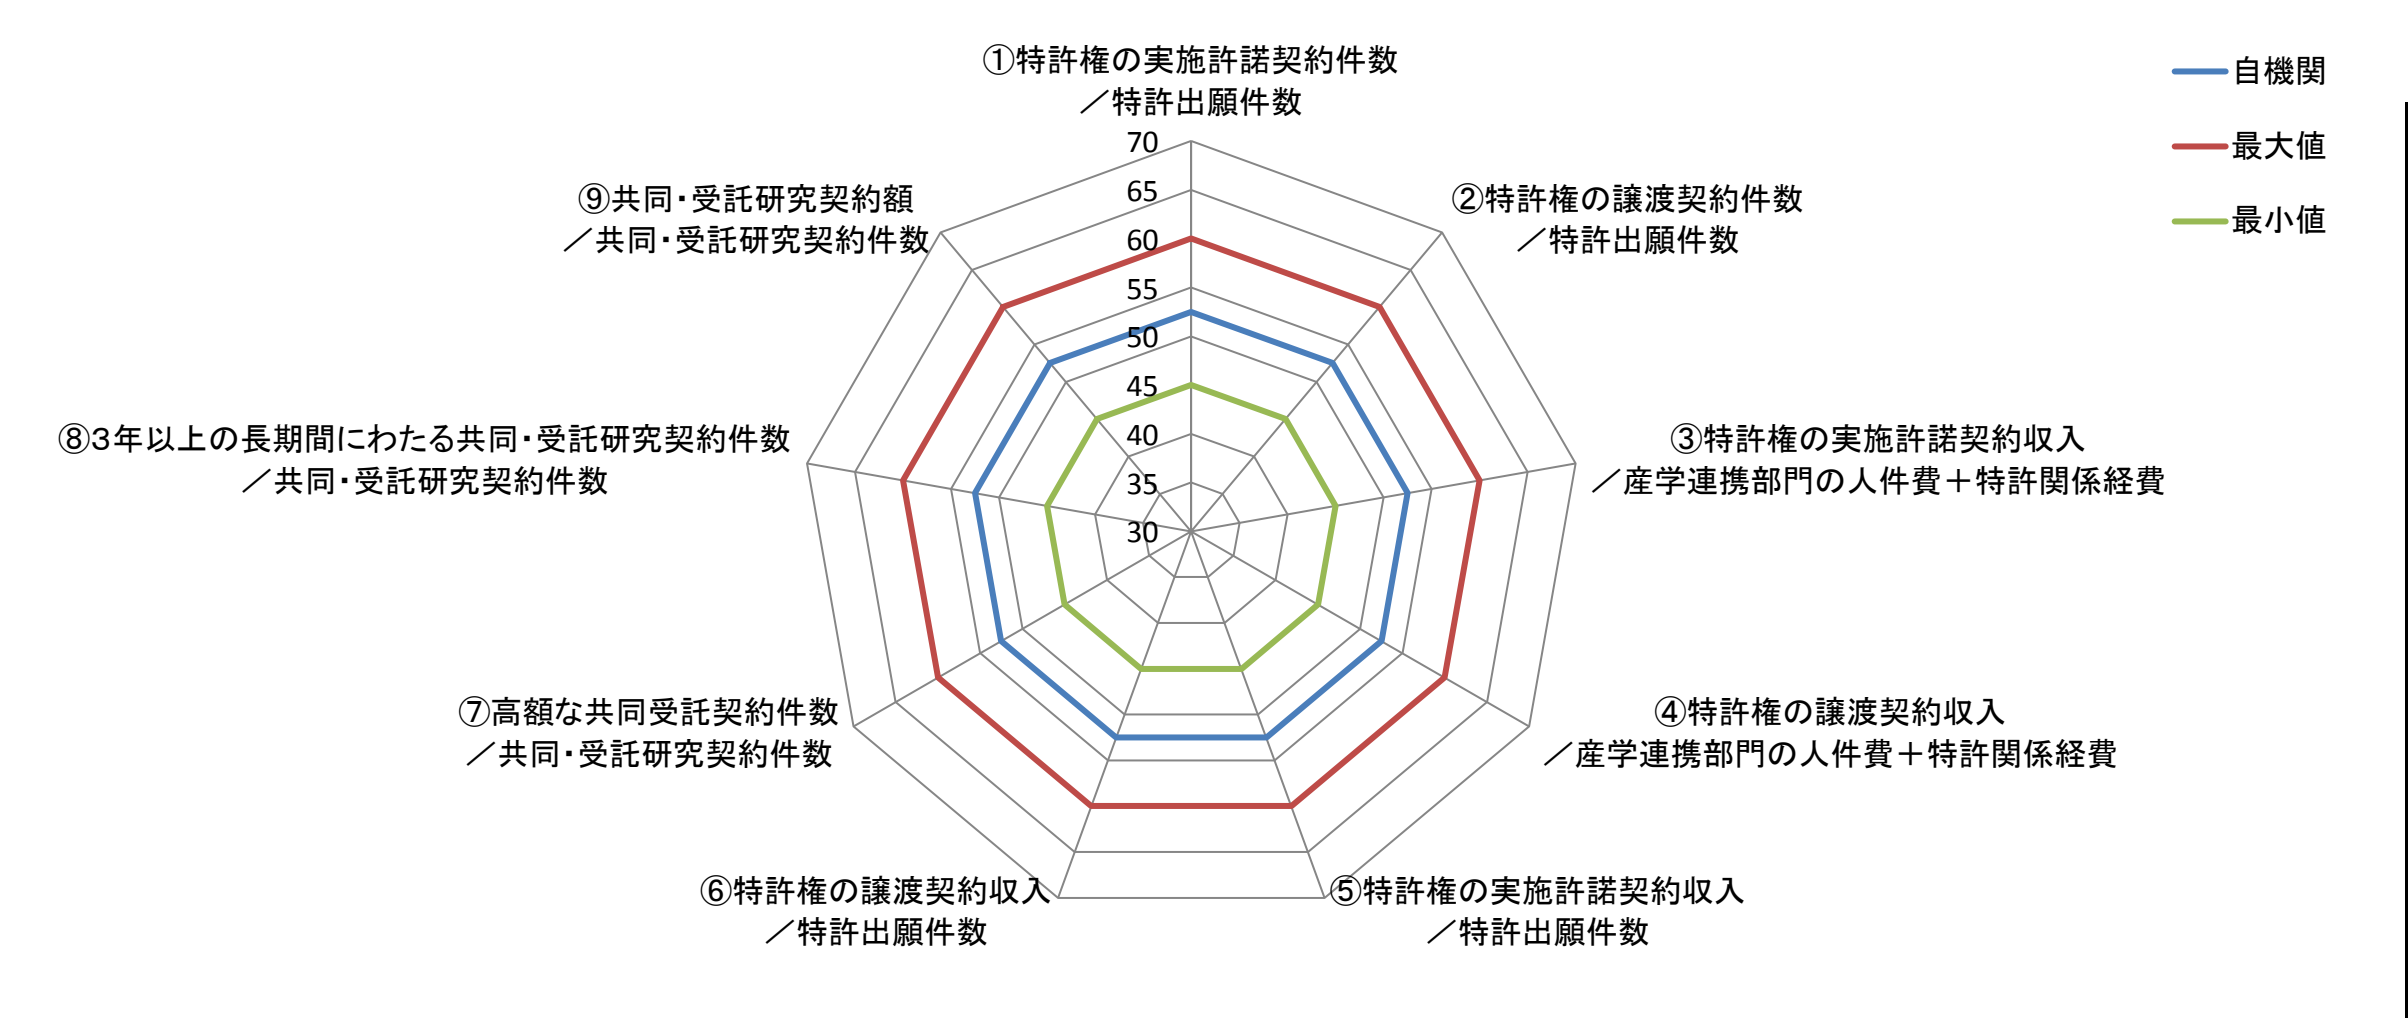 ①特許権の実施許諾契約件数
／特許出願件数
自機関
最大値
最小値
70
65
60
55
50
45
40
35
30
②特許権の譲渡契約件数
／特許出願件数
③特許権の実施許諾契約収入
／産学連携部門の人件費＋特許関係経費
④特許権の譲渡契約収入
／産学連携部門の人件費＋特許関係経費
⑤特許権の実施許諾契約収入
／特許出願件数
⑥特許権の譲渡契約収入
／特許出願件数
⑦高額な共同受託契約件数
／共同・受託研究契約件数
⑧３年以上の長期間にわたる共同・受託研究契約件数
／共同・受託研究契約件数
⑨共同・受託研究契約額
／共同・受託研究契約件数